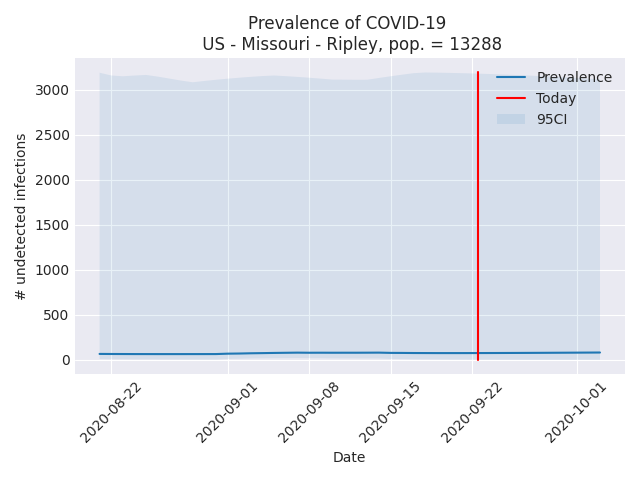 Prevalence of COVID-19
US - Missouri - Ripley, pop. = 13288
Prevalence
Today
95CI
# undetected infections
3000
2500
2000
1500
1000
500
0
2020-08-22
2020-09-01
2020-09-08
2020-09-15
2020-09-22
2020-10-01
Date